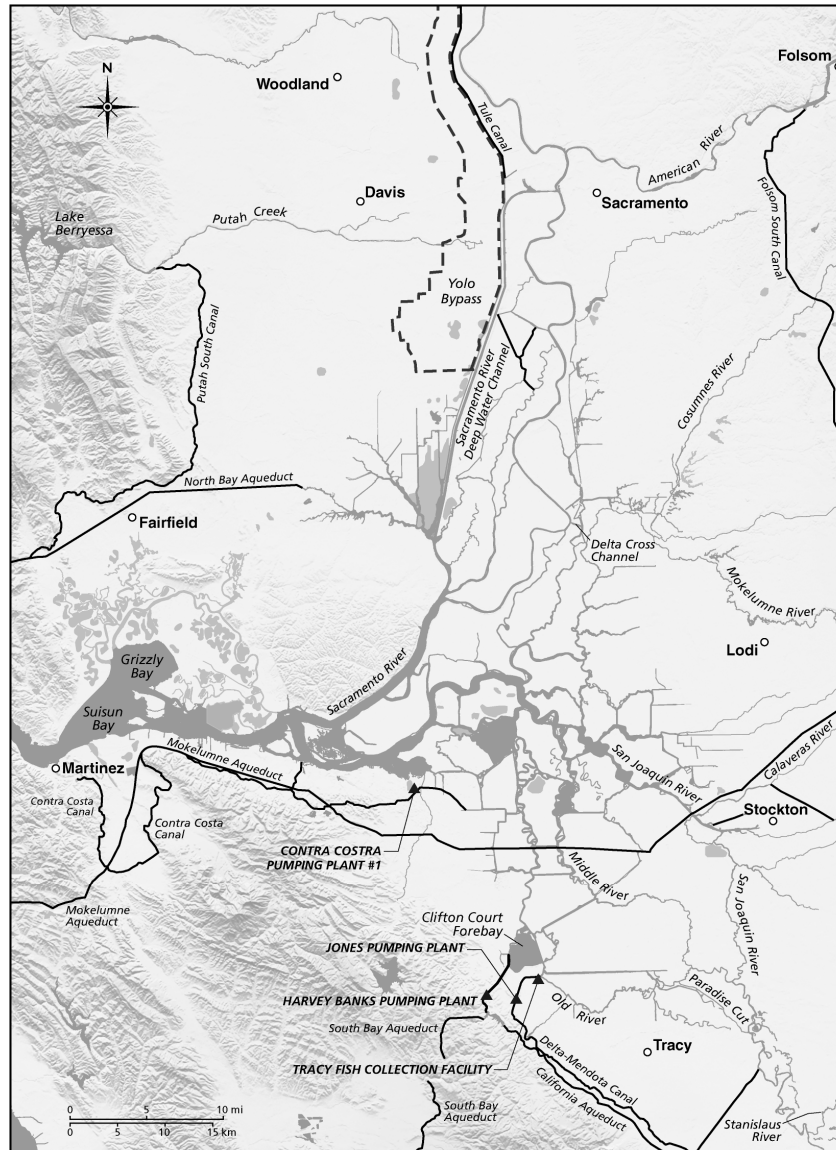 Folsom
N
Woodland
Tule Canal
American River
Davis
Sacramento
Folsom South Canal
Lake
Berryessa
Putah Creek
Yolo
Bypass
Putah South Canal
Sacramento River
Deep Water Channel
Cosumnes River
North Bay Aqueduct
Fairfield
Delta Cross
Channel
Mokelumne River
Lodi
Grizzly
Bay
Sacramento River
Suisun
Bay
Mokelumne Aqueduct
San Joaquin River
Calaveras River
Martinez
Contra Costa
Canal
Contra Costa
Canal
Stockton
CONTRA COSTRA
PUMPING PLANT #1
Middle River
San Joaquin River
Mokelumne
Aqueduct
Clifton Court
Forebay
JONES PUMPING PLANT
HARVEY BANKS PUMPING PLANT
Old River
Paradise Cut
South Bay Aqueduct
Tracy
TRACY FISH COLLECTION FACILITY
Delta-Mendota Canal
California Aqueduct
South Bay
Aqueduct
Stanislaus
River
0 5 10 mi
0 5 10 15 km